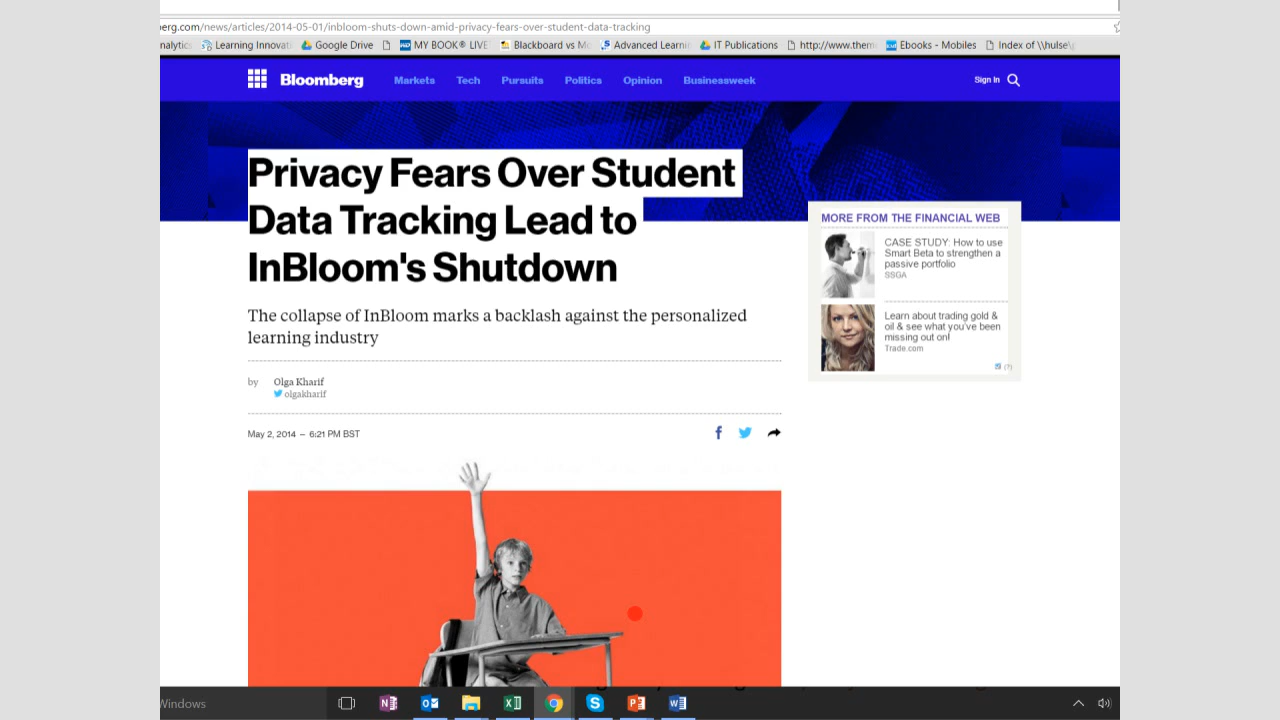 erg.com/news/articles/2014-05-01/inbloom-shuts-down-amid-privacy-fears-over-student-data-tracking
nalytics Learning Innovat Google Drive MY BOOK® LIVE Blackboard vs Mo Advanced Learnin IT Publications http://www.them Ebooks - Mobiles Index of \\hulse\
Bloomberg Markets Tech Pursuits Politics Opinion Businessweek Sign In
Privacy Fears Over Student
Data Tracking Lead to
InBloom's Shutdown
The collapse of InBloom marks a backlash against the personalized
learning industry
by Olga Kharif
olgakharif
May 2, 2014 – 6:21 PM BST
MORE FROM THE FINANCIAL WEB
CASE STUDY: How to use
Smart Beta to strengthen a
passive portfolio
SSGA
Learn about trading gold &
oil & see what you've been
missing out on!
Trade.com
(?)
Windows